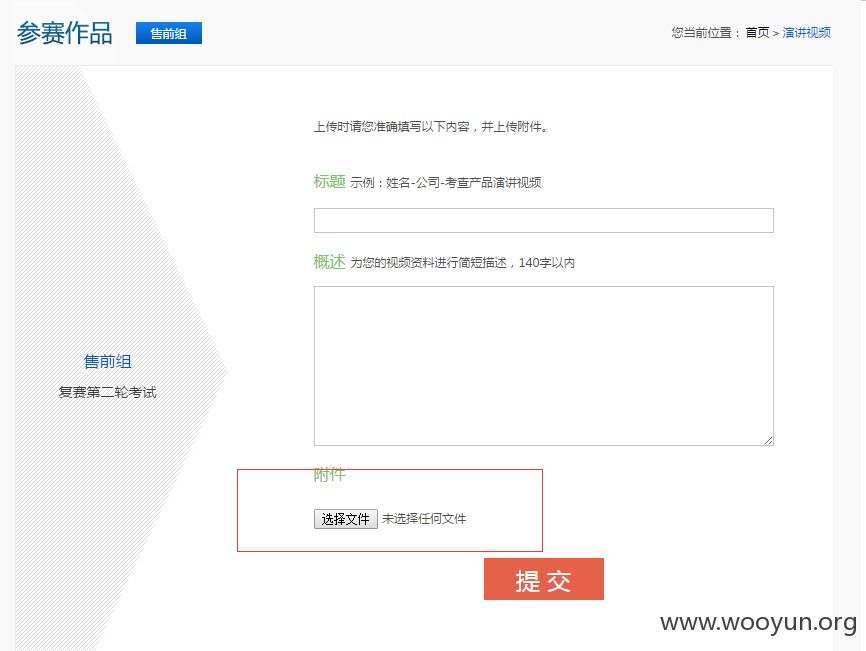 参赛作品
售前组
您当前位置： 首页 > 演讲视频
上传时请您准确填写以下内容，并上传附件。
标题 示例：姓名-公司-考查产品演讲视频
概述 为您的视频资料进行简短描述，140字以内
售前组
复赛第二轮考试
附件
选择文件 未选择任何文件
提 交
www.wooyun.org